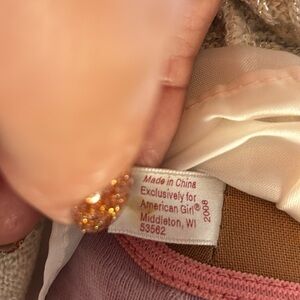 Made in China
Exclusively for
American Girl®
Middleton, WI
53562
2008